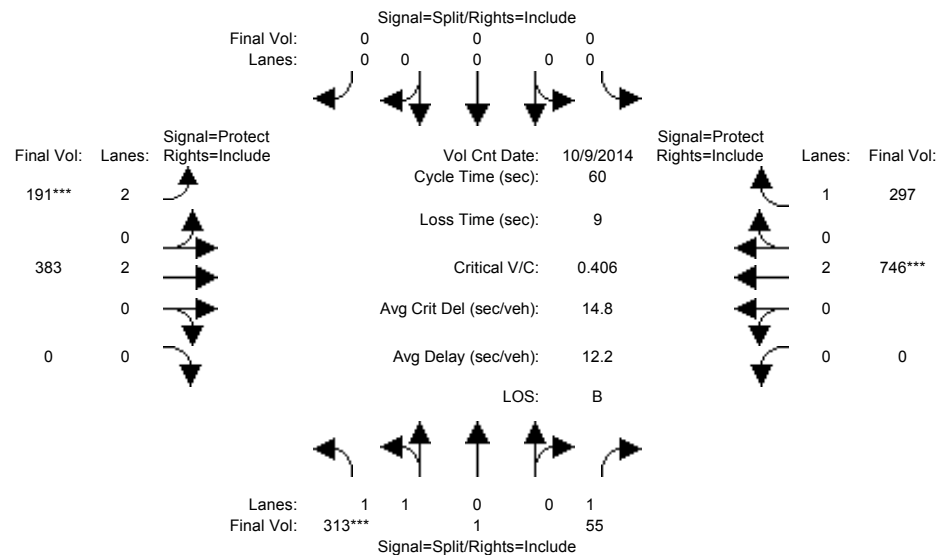 Signal=Split/Rights=Include
Final Vol: 0 0 0
Lanes: 0 0 0 0 0
Signal=Protect Signal=Protect
Final Vol: Lanes: Rights=Include Vol Cnt Date: 10/9/2014 Rights=Include Lanes: Final Vol:
Cycle Time (sec): 60
191*** 2 1 297
Loss Time (sec): 9
0 0
383 2 Critical V/C: 0.406 2 746***
0 Avg Crit Del (sec/veh): 14.8 0
0 0 Avg Delay (sec/veh): 12.2 0 0
LOS: B
Lanes: 1 1 0 0 1
Final Vol: 313*** 1 55
Signal=Split/Rights=Include